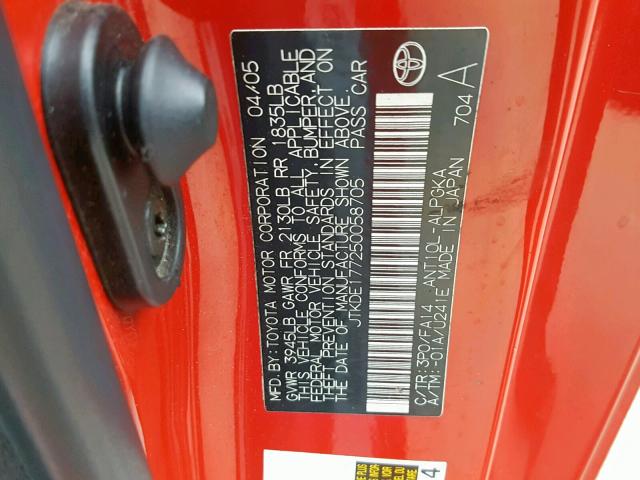 MFD.BY:TOYOTA MOTOR CORPORATION 04/05
GVWR 3945LB GAWR FR 2130LB RR 1835LB
THIS VEHICLE CONFORMS TO ALL APPLICABLE
FEDERAL MOTOR VEHICLE SAFETY, BUMPER, AND
THEFT PREVENTION STANDARDS IN EFFECT ON
THE DATE OF MANUFACTURE SHOWN ABOVE.
JTKDE177250058705 PASS CAR
C/TR:3P0/FA14 ANT10L-ALPGKA
A/TM:-01A/U241E MADE IN JAPAN 704 A
4